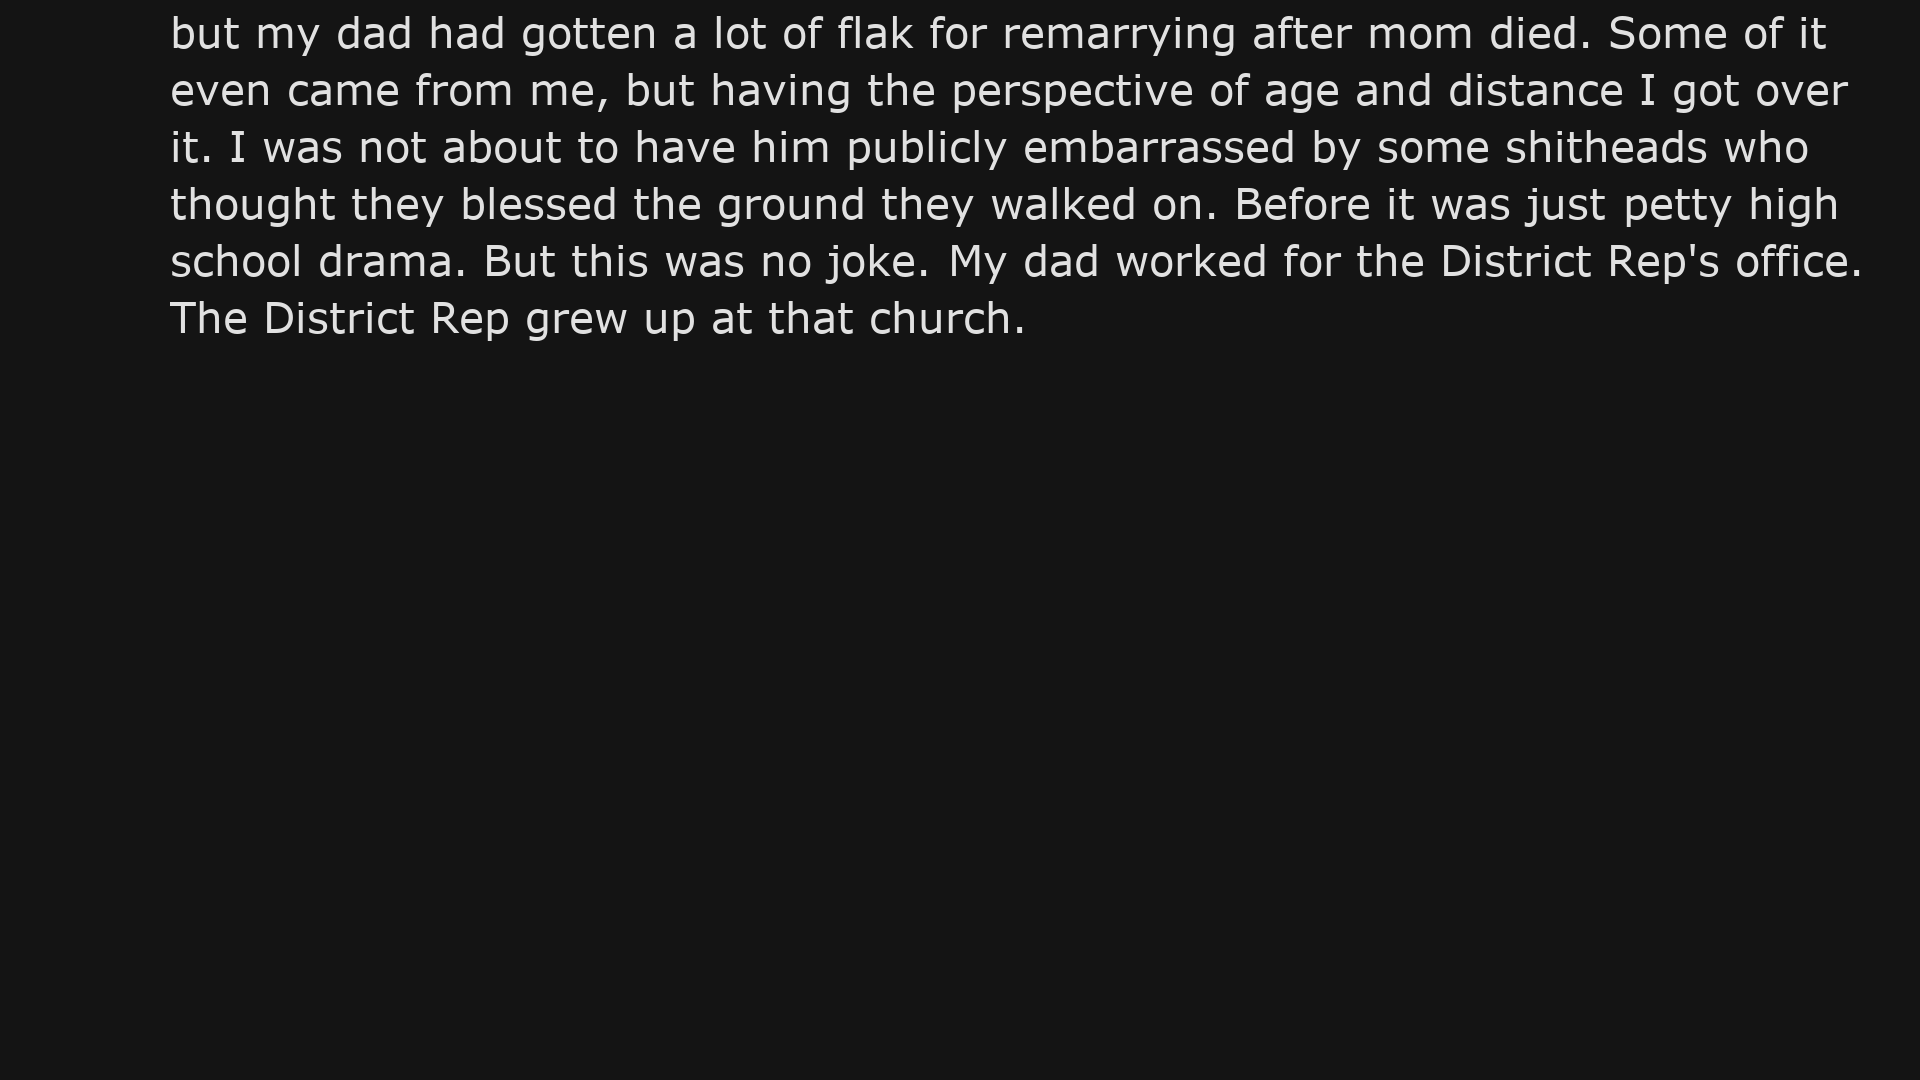 but my dad had gotten a lot of flak for remarrying after mom died. Some of it
even came from me, but having the perspective of age and distance I got over
it. I was not about to have him publicly embarrassed by some shitheads who
thought they blessed the ground they walked on. Before it was just petty high
school drama. But this was no joke. My dad worked for the District Rep's office.
The District Rep grew up at that church.